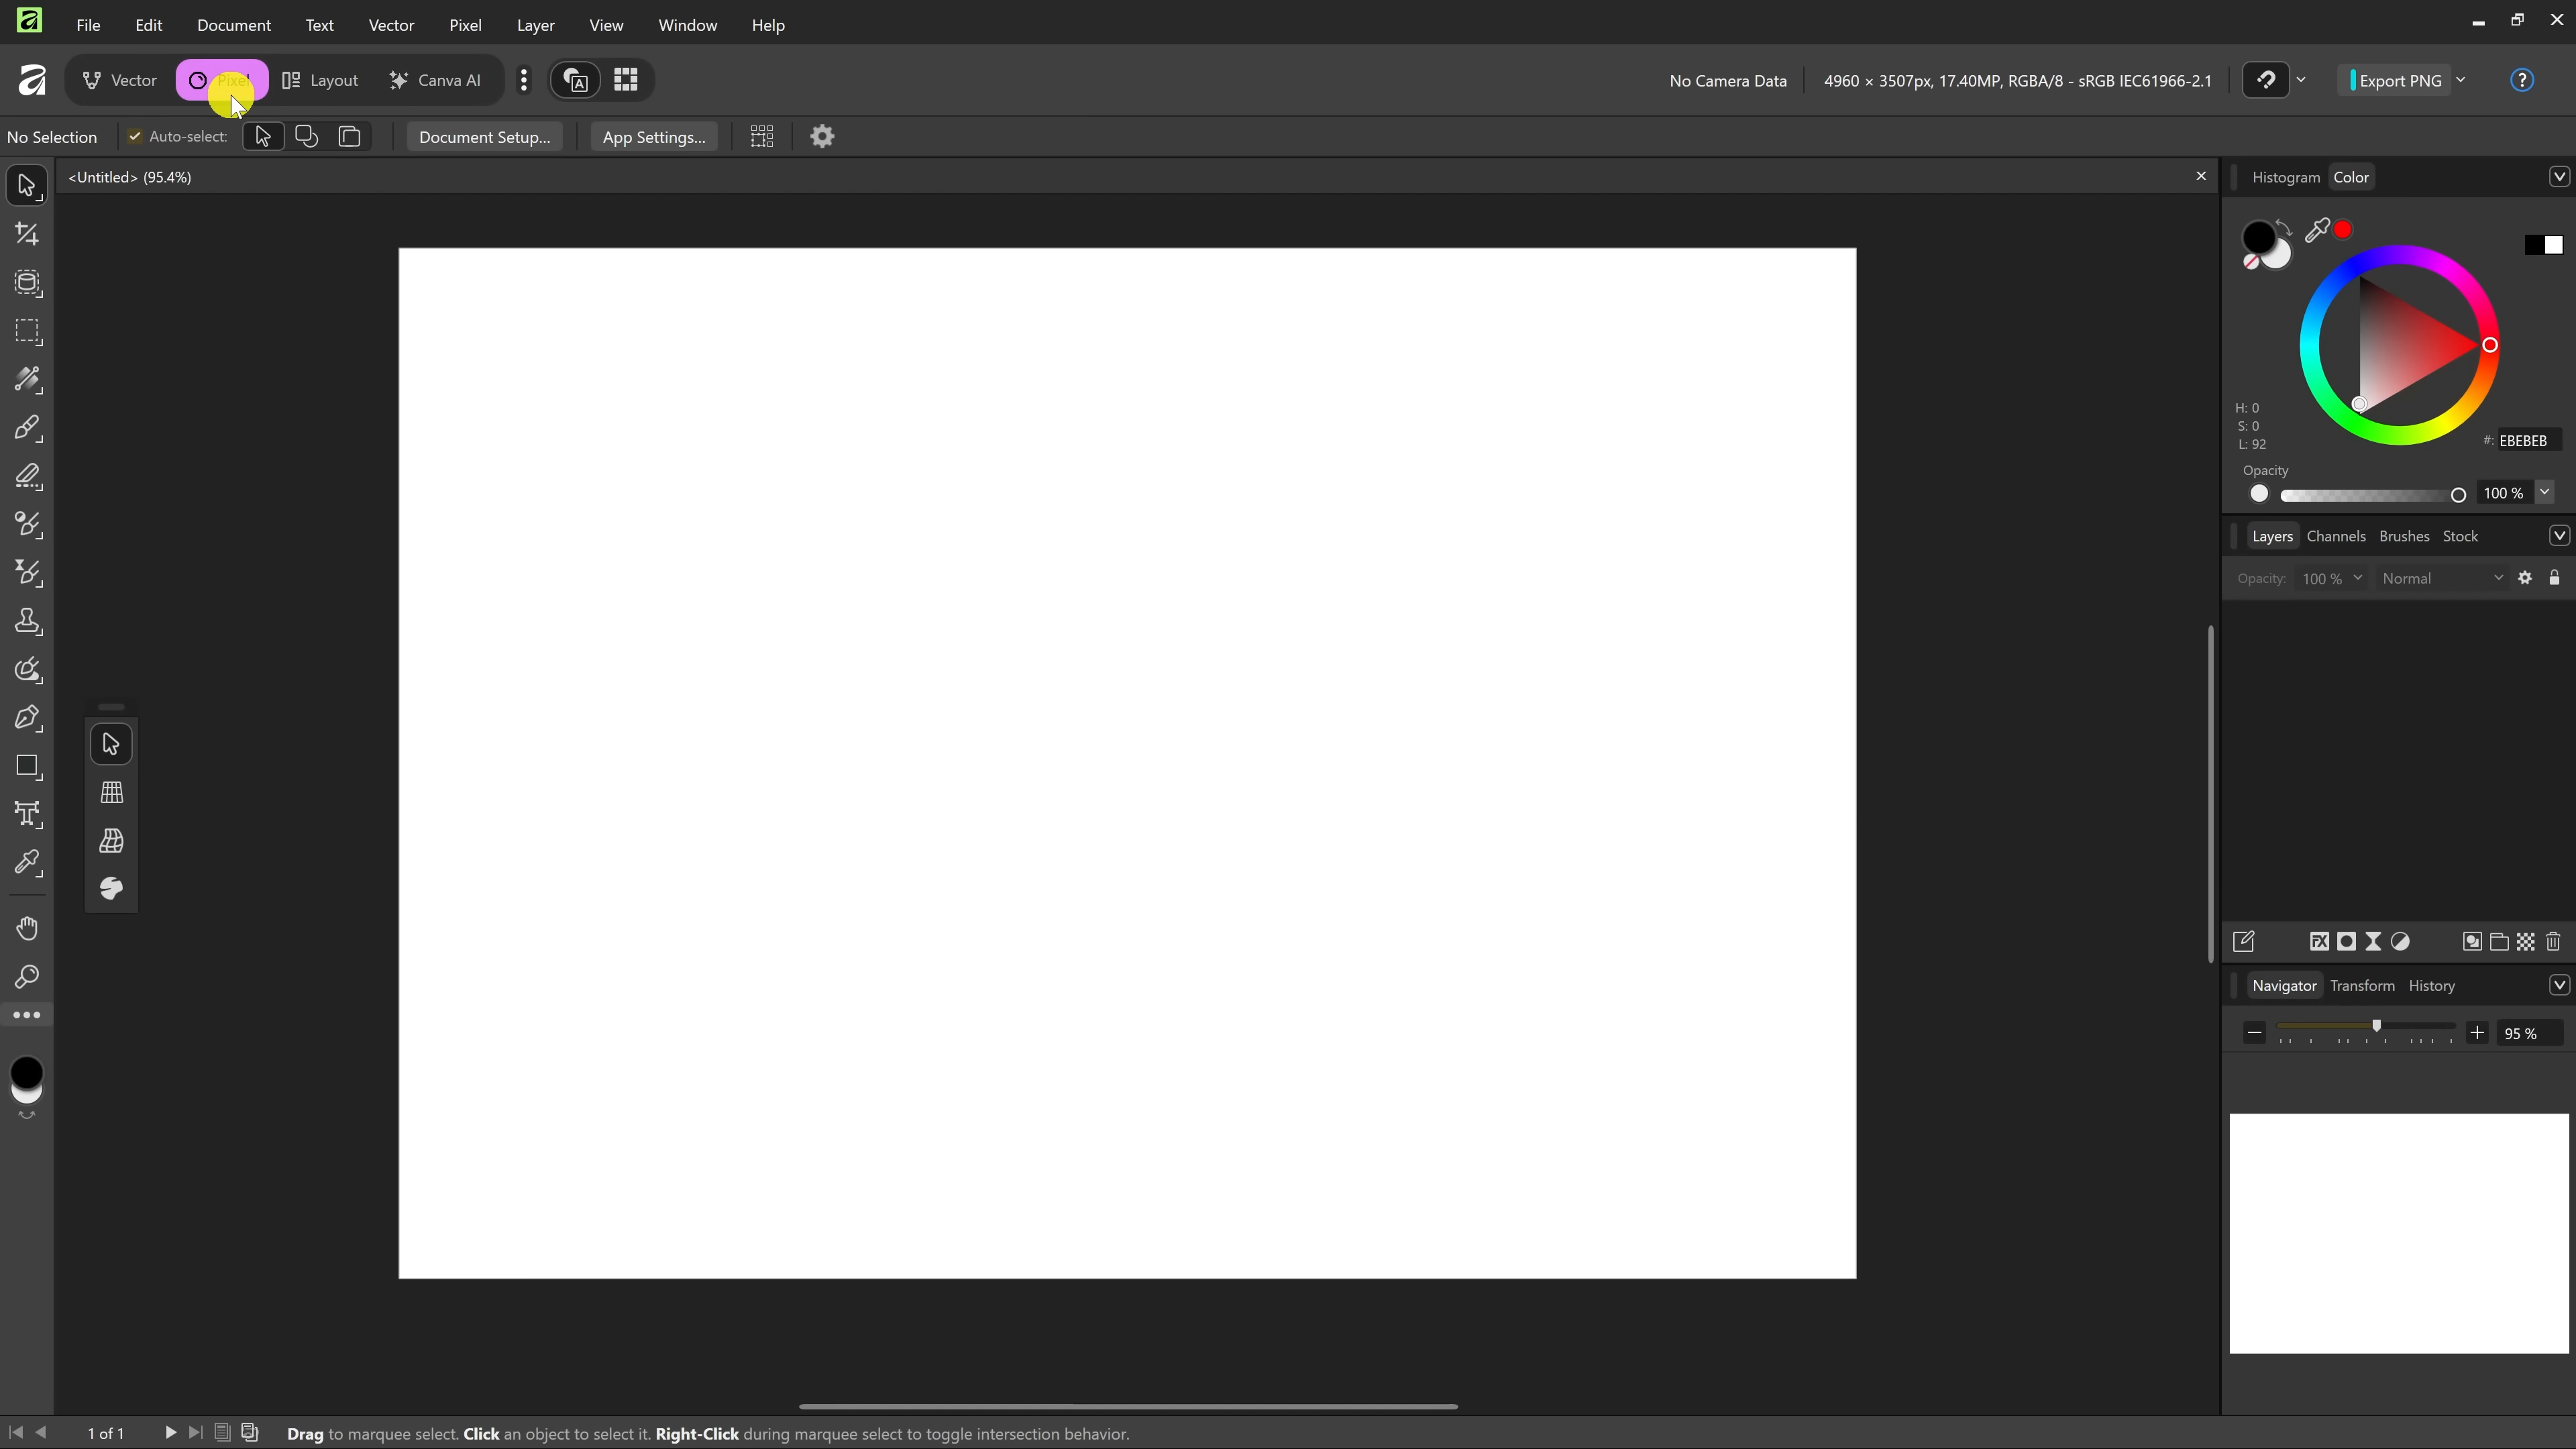 File Edit Document Text Vector Pixel Layer View Window Help
Vector Pixel Layout Canva AI
No Camera Data 4960 × 3507px, 17.40MP, RGBA/8 - sRGB IEC61966-2.1 Export PNG ?
No Selection Auto-select: Document Setup... App Settings...
<Untitled> (95.4%)
Histogram Color
H: 0
S: 0
L: 92
#: EBEBEB
Opacity
100 %
Layers Channels Brushes Stock
Opacity: 100 % Normal
Navigator Transform History
95 %
1 of 1 Drag to marquee select. Click an object to select it. Right-Click during marquee select to toggle intersection behavior.